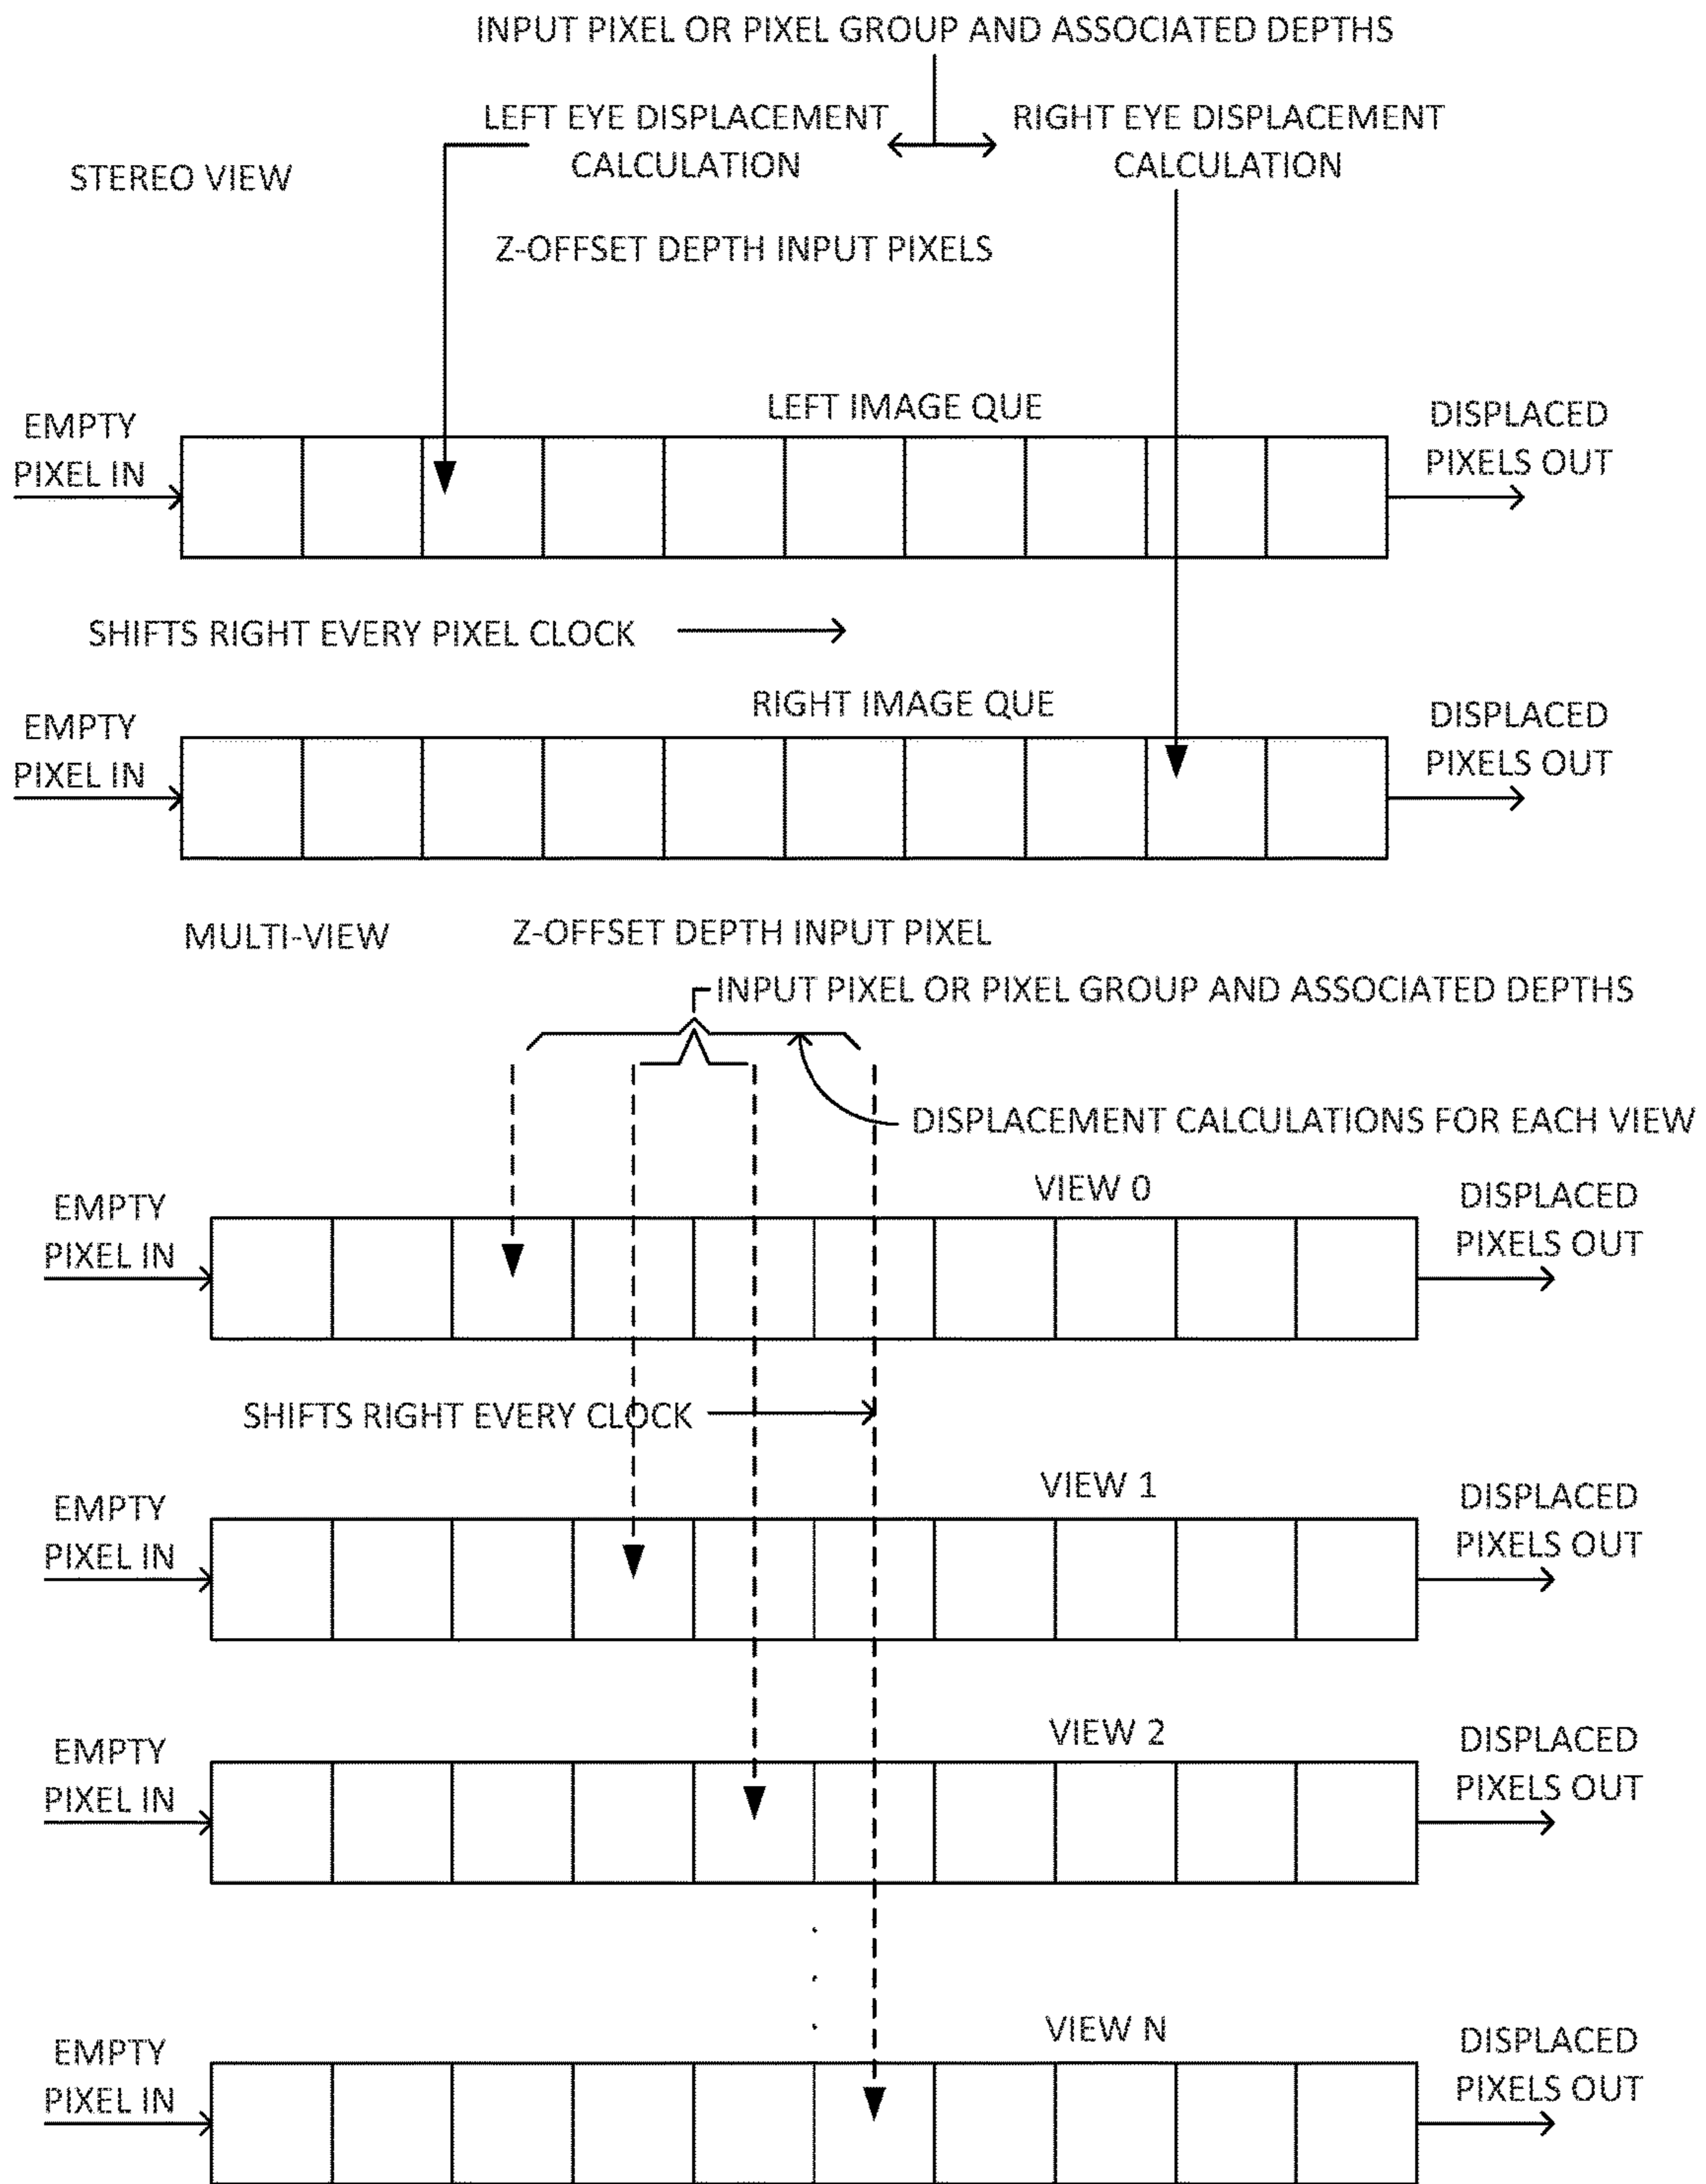 INPUT PIXEL OR PIXEL GROUP AND ASSOCIATED DEPTHS
LEFT EYE DISPLACEMENT
CALCULATION
RIGHT EYE DISPLACEMENT
CALCULATION
STEREO VIEW
Z-OFFSET DEPTH INPUT PIXELS
LEFT IMAGE QUE
EMPTY
PIXEL IN
DISPLACED
PIXELS OUT
SHIFTS RIGHT EVERY PIXEL CLOCK
RIGHT IMAGE QUE
EMPTY
PIXEL IN
DISPLACED
PIXELS OUT
MULTI-VIEW
Z-OFFSET DEPTH INPUT PIXEL
INPUT PIXEL OR PIXEL GROUP AND ASSOCIATED DEPTHS
DISPLACEMENT CALCULATIONS FOR EACH VIEW
VIEW 0
EMPTY
PIXEL IN
DISPLACED
PIXELS OUT
SHIFTS RIGHT EVERY CLOCK
VIEW 1
EMPTY
PIXEL IN
DISPLACED
PIXELS OUT
VIEW 2
EMPTY
PIXEL IN
DISPLACED
PIXELS OUT
VIEW N
EMPTY
PIXEL IN
DISPLACED
PIXELS OUT